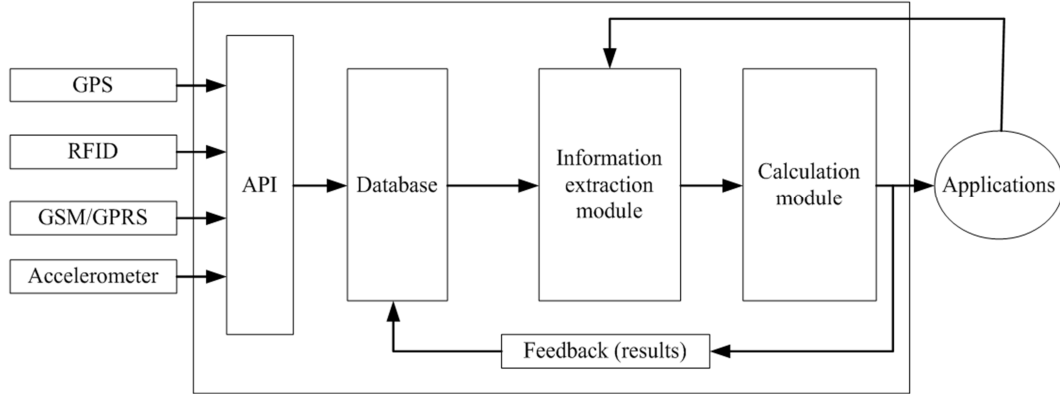 GPS
RFID
GSM/GPRS
Accelerometer
API
Database
Information
extraction
module
Calculation
module
Applications
Feedback (results)